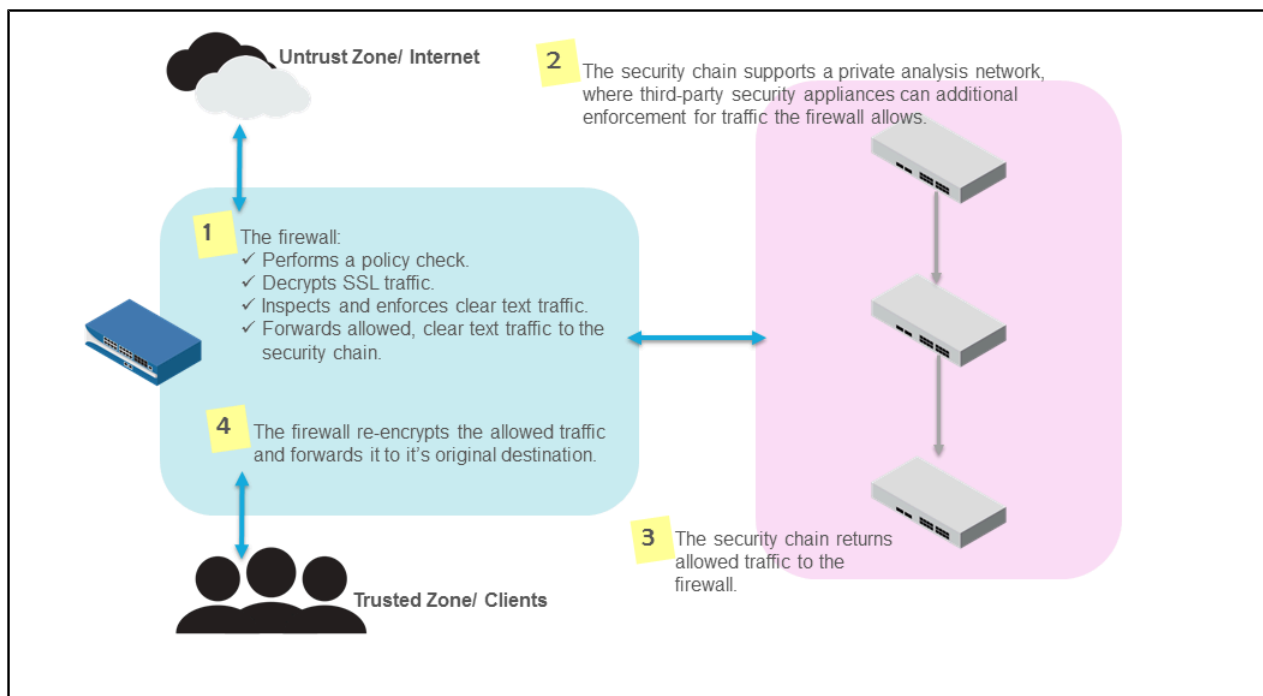 Untrust Zone/ Internet
2
The security chain supports a private analysis network,
where third-party security appliances can additional
enforcement for traffic the firewall allows.
1
The firewall:
✓ Performs a policy check.
✓ Decrypts SSL traffic.
✓ Inspects and enforces clear text traffic.
✓ Forwards allowed, clear text traffic to the
security chain.
4
The firewall re-encrypts the allowed traffic
and forwards it to it's original destination.
3
The security chain returns
allowed traffic to the
firewall.
Trusted Zone/ Clients